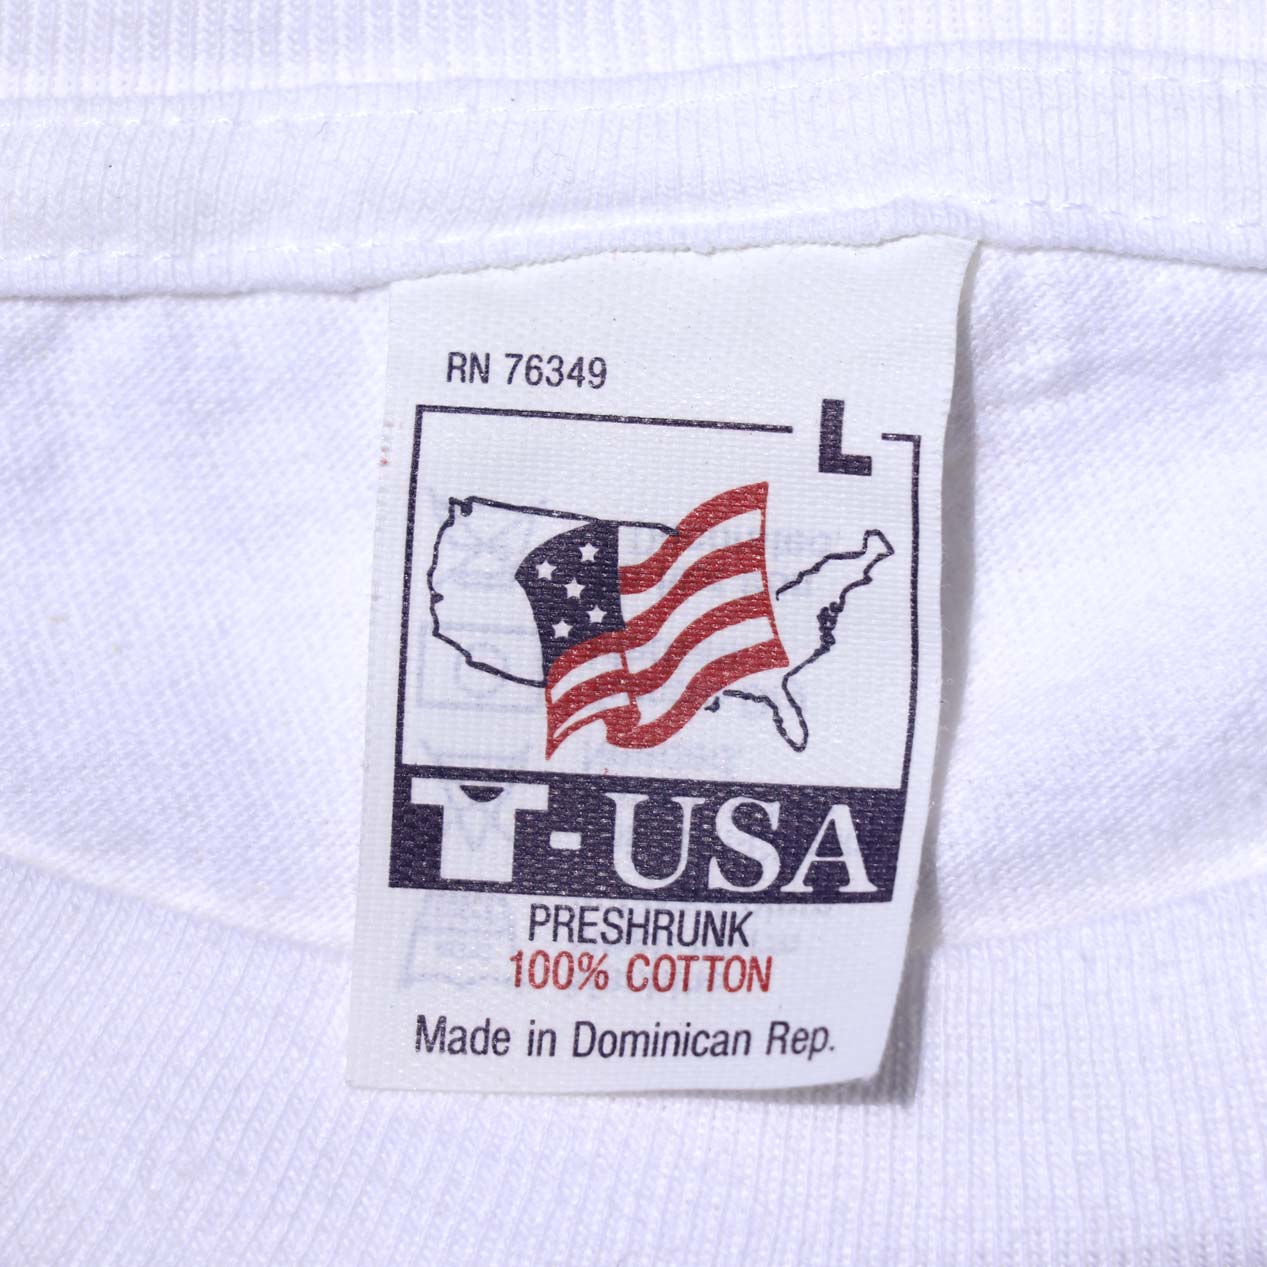 RN 76349
L
T-USA
PRESHRUNK
100% COTTON
Made in Dominican Rep.